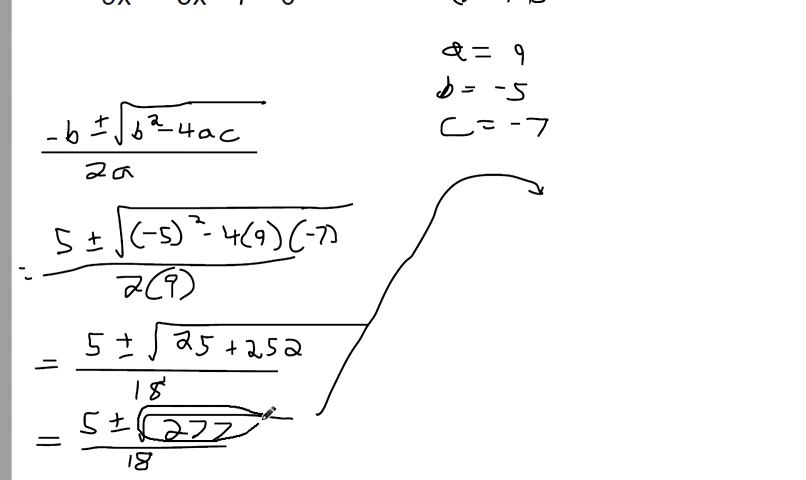 a = 9
b = -5
c = -7
-b ± √b² - 4ac
2a
5 ± √(-5)² - 4(9)(-7)
=
2(9)
= 5 ± √25 + 252
18
= 5 ± √277
18